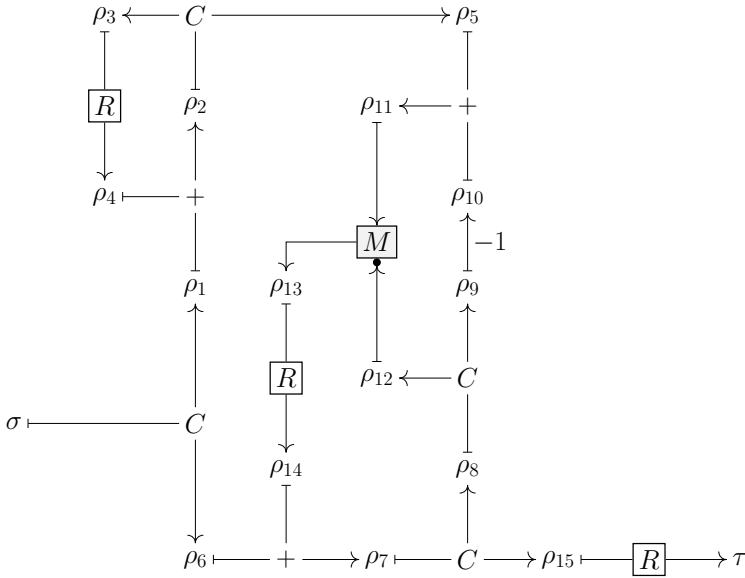 ρ₃ C ρ₅
R ρ₂ ρ₁₁ +
ρ₄ + ρ₁₀
M −1
ρ₁ ρ₁₃ ρ₉
R ρ₁₂ C
σ C
ρ₁₄ ρ₈
ρ₆ + ρ₇ C ρ₁₅ R τ